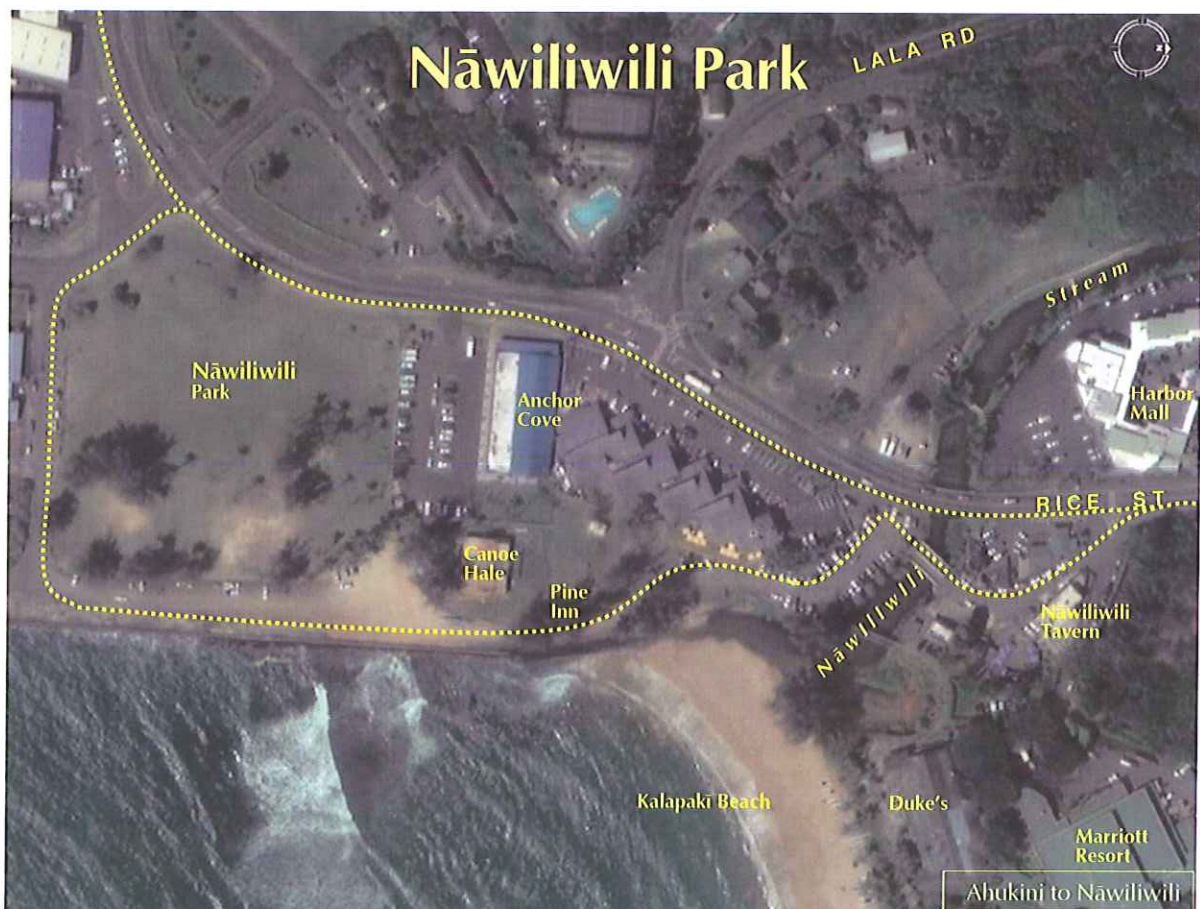 Nāwiliwili Park
LALA RD
N
Stream
Nāwiliwili
Park
Anchor
Cove
Harbor
Mall
RICE ST
Canoe
Hale
Pine
Inn
Nāwiliwili
Nāwiliwili
Tavern
Kalapakī Beach
Duke's
Marriott
Resort
Ahukini to Nāwiliwili